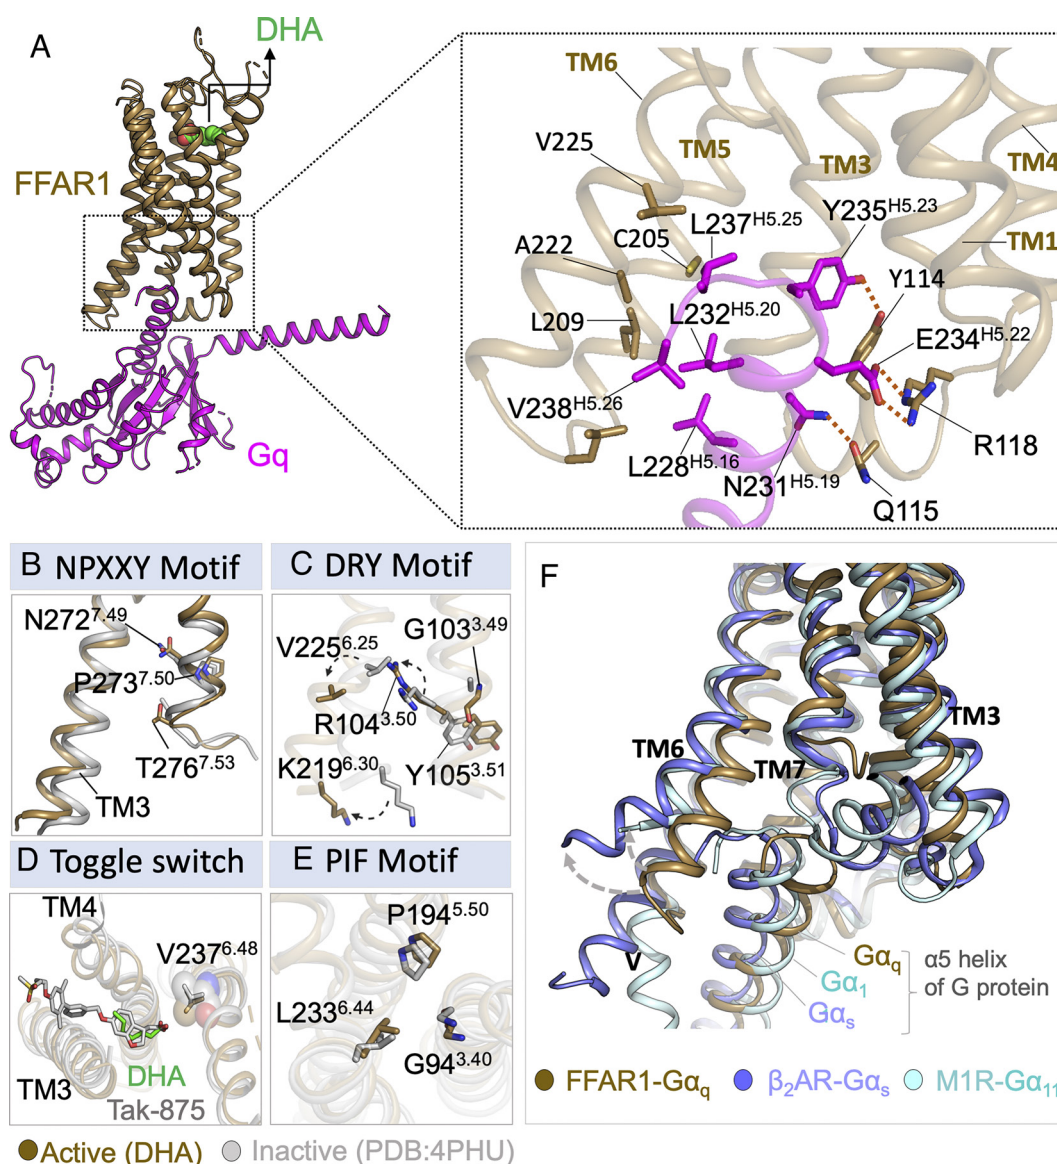 A
DHA
FFAR1
Gq
TM6
V225
TM5
TM3
TM4
L237H5.25
Y235H5.23
C205
TM1
A222
Y114
L209
L232H5.20
E234H5.22
V238H5.26
R118
L228H5.16
N231H5.19
Q115
B NPXXY Motif
N2727.49
P2737.50
T2767.53
TM3
C DRY Motif
G1033.49
V2256.25
R1043.50
K2196.30
Y1053.51
D Toggle switch
TM4
V2376.48
DHA
TM3
Tak-875
E PIF Motif
P1945.50
L2336.44
G943.40
Active (DHA)
Inactive (PDB:4PHU)
F
TM3
TM6
TM7
V
Gαq
Gα1
Gαs
α5 helix
of G protein
FFAR1-Gαq
β2AR-Gαs
M1R-Gα11